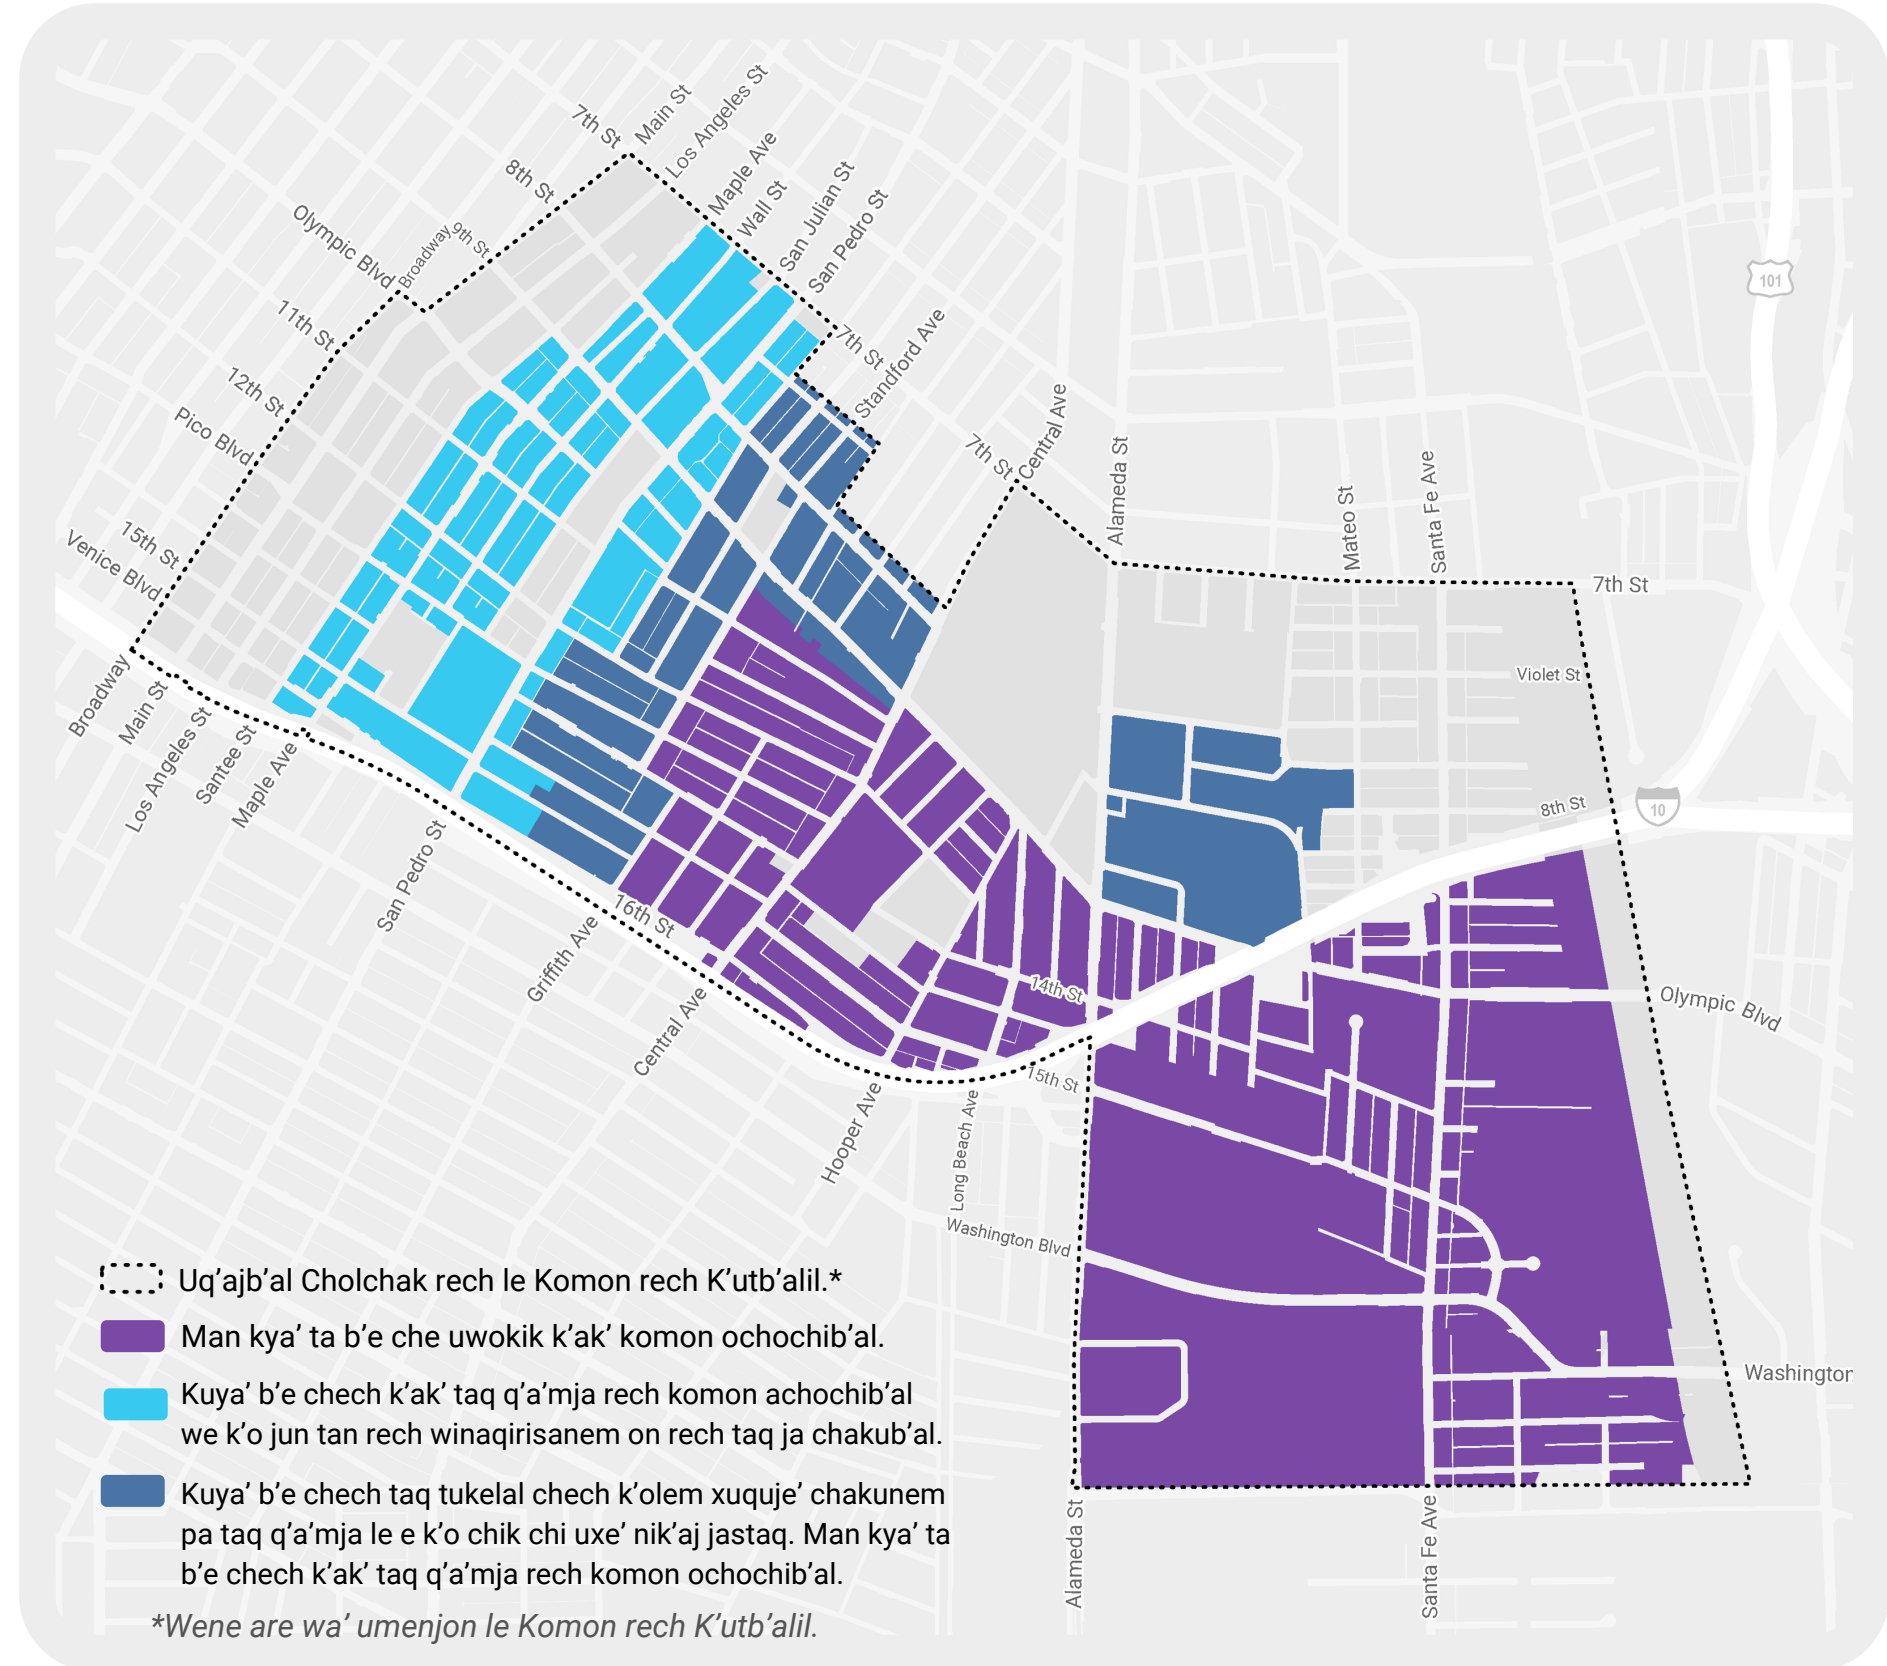 7th St
Main St
Los Angeles St
Maple Ave
Wall St
San Julian St
San Pedro St
8th St
Olympic Blvd
Broadway
9th St
11th St
12th St
Pico Blvd
15th St
Venice Blvd
7th St
Standford Ave
7th St
Central Ave
Alameda St
Mateo St
Santa Fe Ave
101
7th St
Violet St
8th St
10
Broadway
Main St
Los Angeles St
Santee St
Maple Ave
San Pedro St
Griffith Ave
16th St
Central Ave
14th St
15th St
Hooper Ave
Long Beach Ave
Washington Blvd
Olympic Blvd
Washington
Alameda St
Santa Fe Ave
Uq’ajb’al Cholchak rech le Komon rech K’utb’alil.*
Man kya’ ta b’e che uwokik k’ak’ komon ochochib’al.
Kuya’ b’e chech k’ak’ taq q’a’mja rech komon achochib’al
we k’o jun tan rech winaqirisanem on rech taq ja chakub’al.
Kuya’ b’e chech taq tukelal chech k’olem xuquje’ chakunem
pa taq q’a’mja le e k’o chik chi uxe’ nik’aj jastaq. Man kya’ ta
b’e chech k’ak’ taq q’a’mja rech komon ochochib’al.
*Wene are wa’ umenjon le Komon rech K’utb’alil.